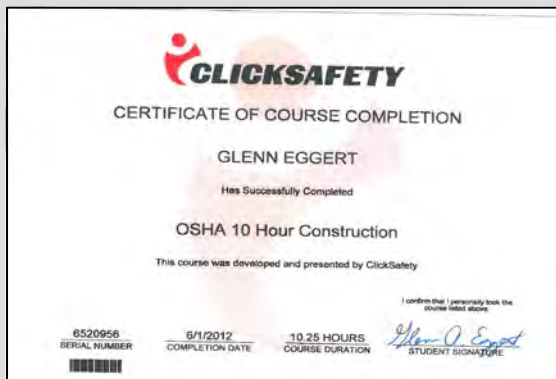 CLICKSAFETY
CERTIFICATE OF COURSE COMPLETION
GLENN EGGERT
Has Successfully Completed
OSHA 10 Hour Construction
This course was developed and presented by ClickSafety
I confirm that I personally took the
course listed above.
6520956 6/1/2012 10.25 HOURS Glenn A. Eggert
SERIAL NUMBER COMPLETION DATE COURSE DURATION STUDENT SIGNATURE